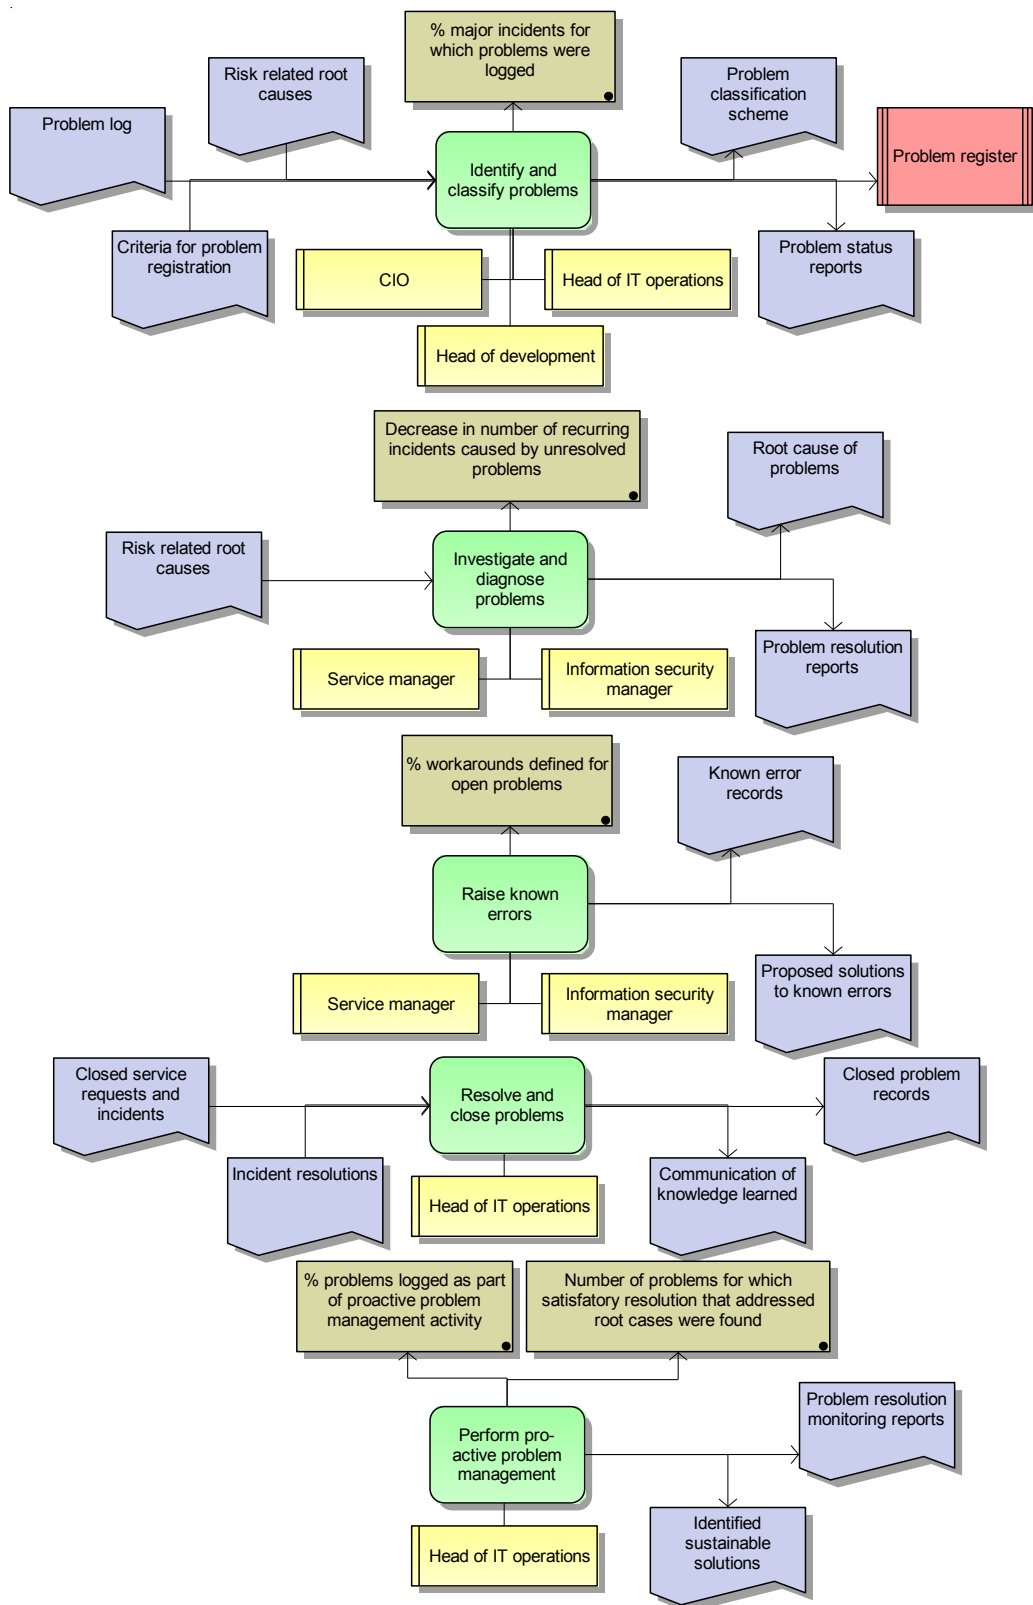 % major incidents for
which problems were
logged
Risk related root
causes
Problem
classification
scheme
Problem log
Problem register
Identify and
classify problems
Criteria for problem
registration
Problem status
reports
CIO
Head of IT operations
Head of development
Decrease in number of recurring
incidents caused by unresolved
problems
Root cause of
problems
Risk related root
causes
Investigate and
diagnose
problems
Problem resolution
reports
Service manager
Information security
manager
% workarounds defined for
open problems
Known error
records
Raise known
errors
Proposed solutions
to known errors
Service manager
Information security
manager
Closed service
requests and
incidents
Resolve and
close problems
Closed problem
records
Incident resolutions
Communication of
knowledge learned
Head of IT operations
% problems logged as part
of proactive problem
management activity
Number of problems for which
satisfactory resolution that addressed
root cases were found
Problem resolution
monitoring reports
Perform pro-
active problem
management
Identified
sustainable
solutions
Head of IT operations